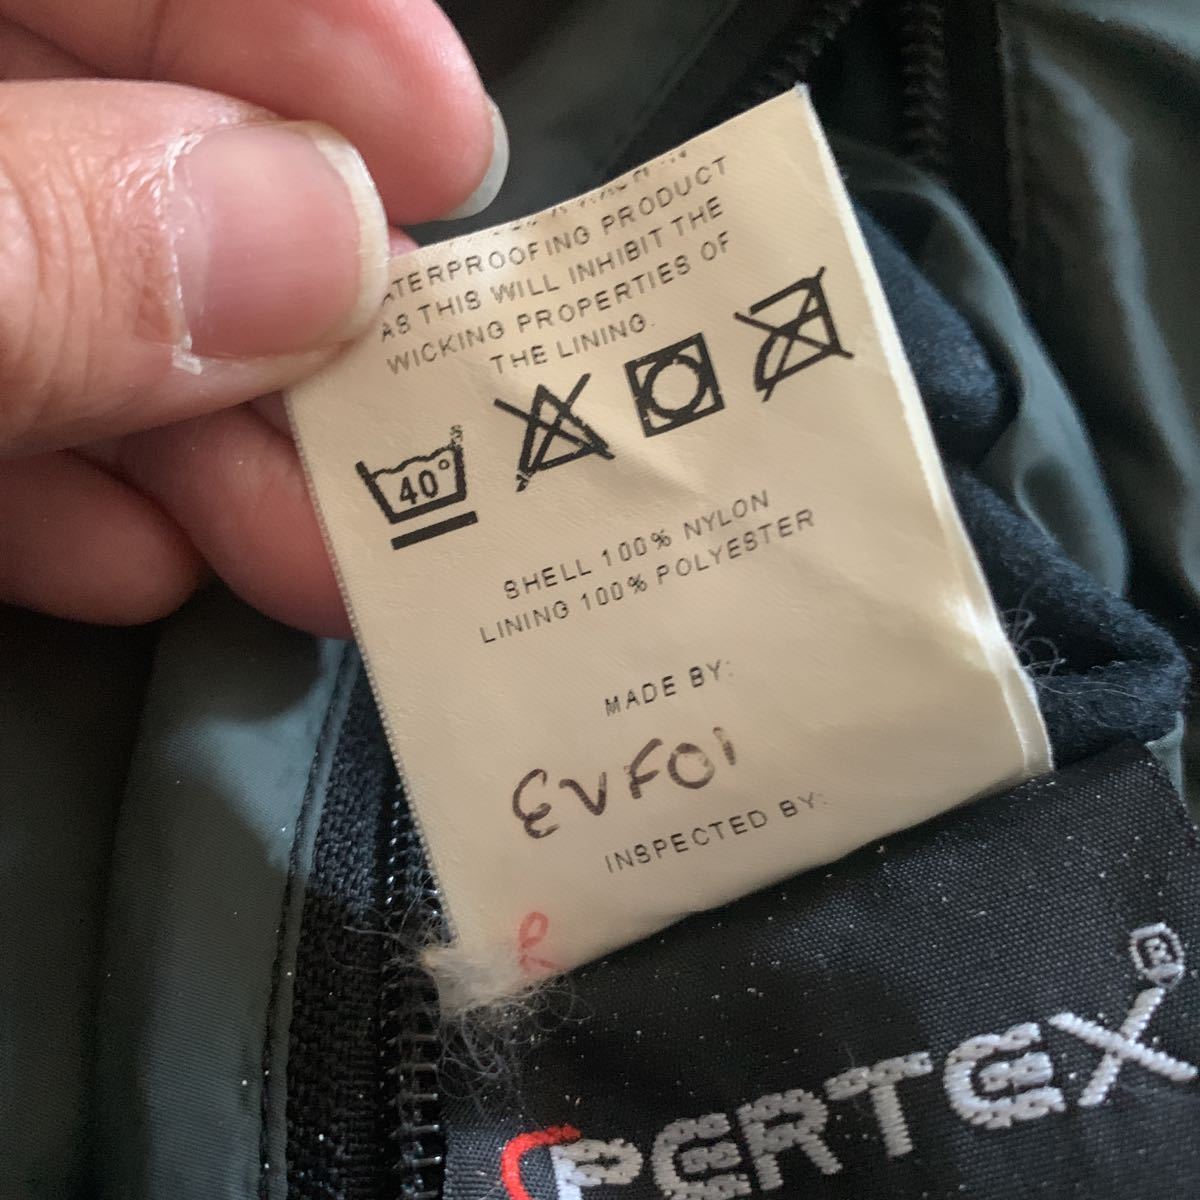 WATERPROOFING PRODUCT
AS THIS WILL INHIBIT THE
WICKING PROPERTIES OF
THE LINING.
40°
SHELL 100% NYLON
LINING 100% POLYESTER
MADE BY:
EVF01
INSPECTED BY:
R
PERTEX®